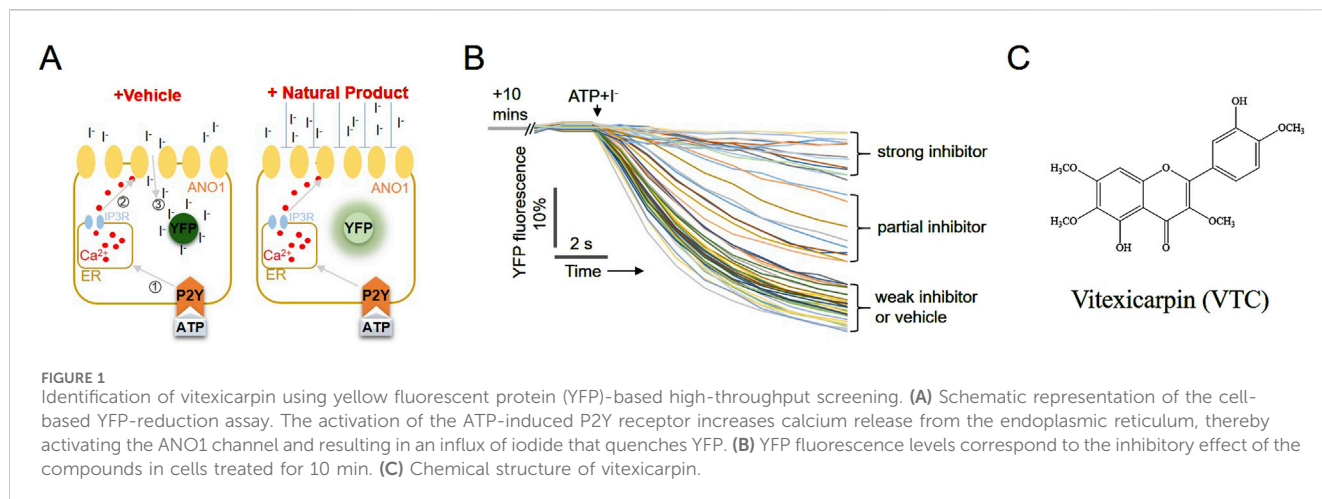 A
+Vehicle
+ Natural Product
I-
I-
I-
I-
I-
I-
I-
I-
I-
I-
I-
I-
ANO1
ANO1
②
③
I-
I-
I-
I-
I-
I-
I-
IP3R
YFP
Ca2+
ER
①
P2Y
ATP
IP3R
YFP
Ca2+
ER
P2Y
ATP
B
+10
mins
ATP+I-
YFP fluorescence
10%
2 s
Time
strong inhibitor
partial inhibitor
weak inhibitor
or vehicle
C
OH
OCH3
H3CO
O
H3CO
OCH3
OH
O
Vitexicarpin (VTC)
FIGURE 1
Identification of vitexicarpin using yellow fluorescent protein (YFP)-based high-throughput screening. (A) Schematic representation of the cell-
based YFP-reduction assay. The activation of the ATP-induced P2Y receptor increases calcium release from the endoplasmic reticulum, thereby
activating the ANO1 channel and resulting in an influx of iodide that quenches YFP. (B) YFP fluorescence levels correspond to the inhibitory effect of the
compounds in cells treated for 10 min. (C) Chemical structure of vitexicarpin.